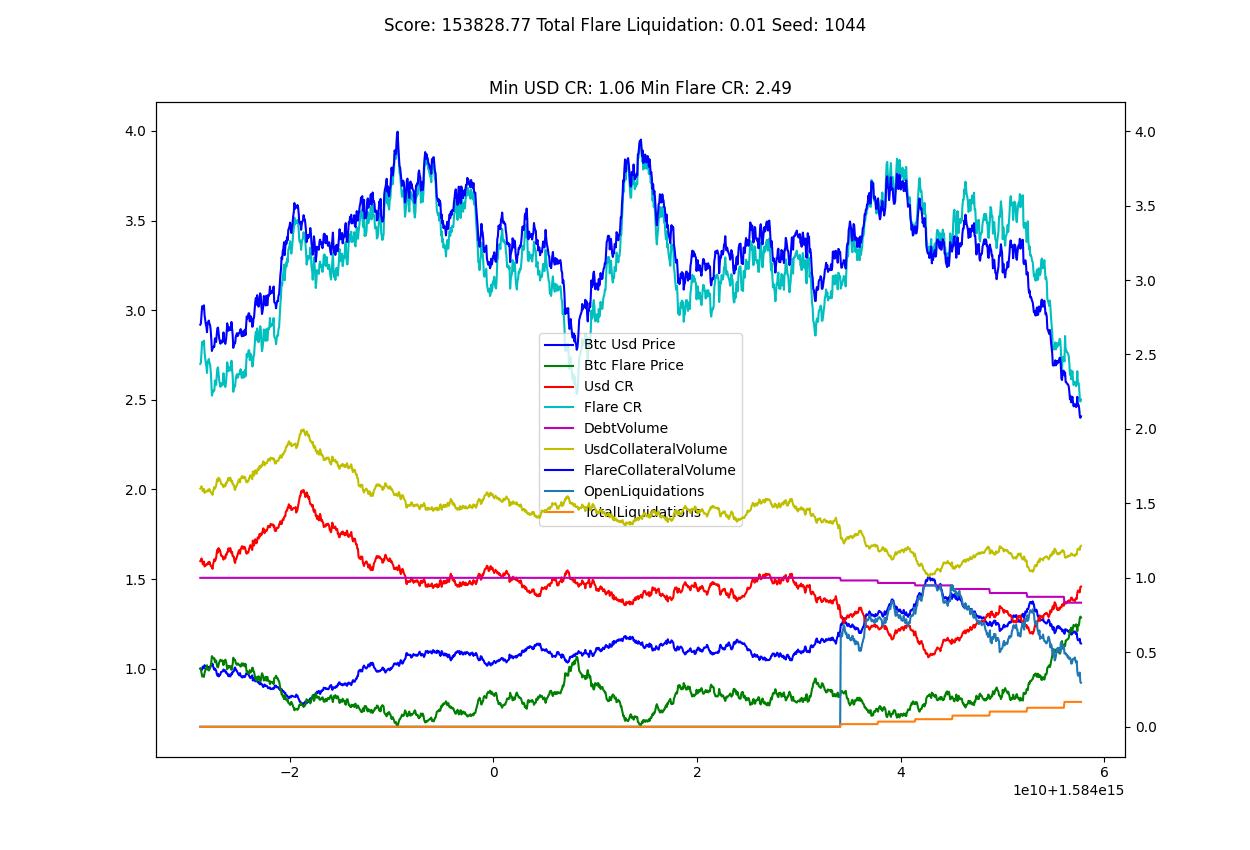 Score: 153828.77 Total Flare Liquidation: 0.01 Seed: 1044
Min USD CR: 1.06 Min Flare CR: 2.49
4.0
3.5
3.0
2.5
2.0
1.5
1.0
4.0
3.5
3.0
2.5
2.0
1.5
1.0
0.5
0.0
Btc Usd Price
Btc Flare Price
Usd CR
Flare CR
DebtVolume
UsdCollateralVolume
FlareCollateralVolume
OpenLiquidations
TotalLiquidations
−2 0 2 4 6
1e10+1.584e15